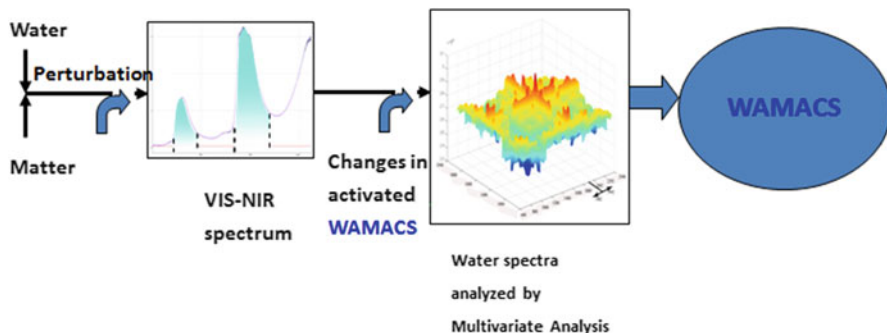 Water
Perturbation
Matter
VIS-NIR
spectrum
Changes in
activated
WAMACS
Water spectra
analyzed by
Multivariate Analysis
WAMACS